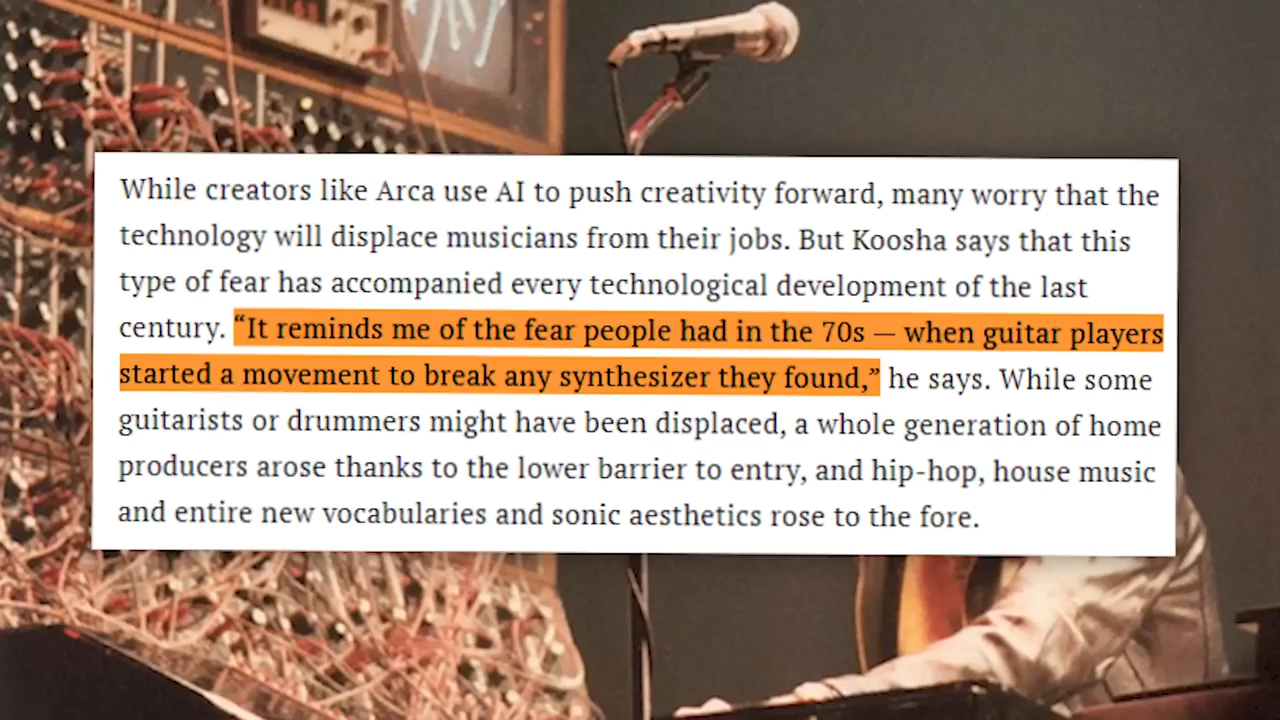 While creators like Arca use AI to push creativity forward, many worry that the
technology will displace musicians from their jobs. But Koosha says that this
type of fear has accompanied every technological development of the last
century. “It reminds me of the fear people had in the 70s — when guitar players
started a movement to break any synthesizer they found,” he says. While some
guitarists or drummers might have been displaced, a whole generation of home
producers arose thanks to the lower barrier to entry, and hip-hop, house music
and entire new vocabularies and sonic aesthetics rose to the fore.